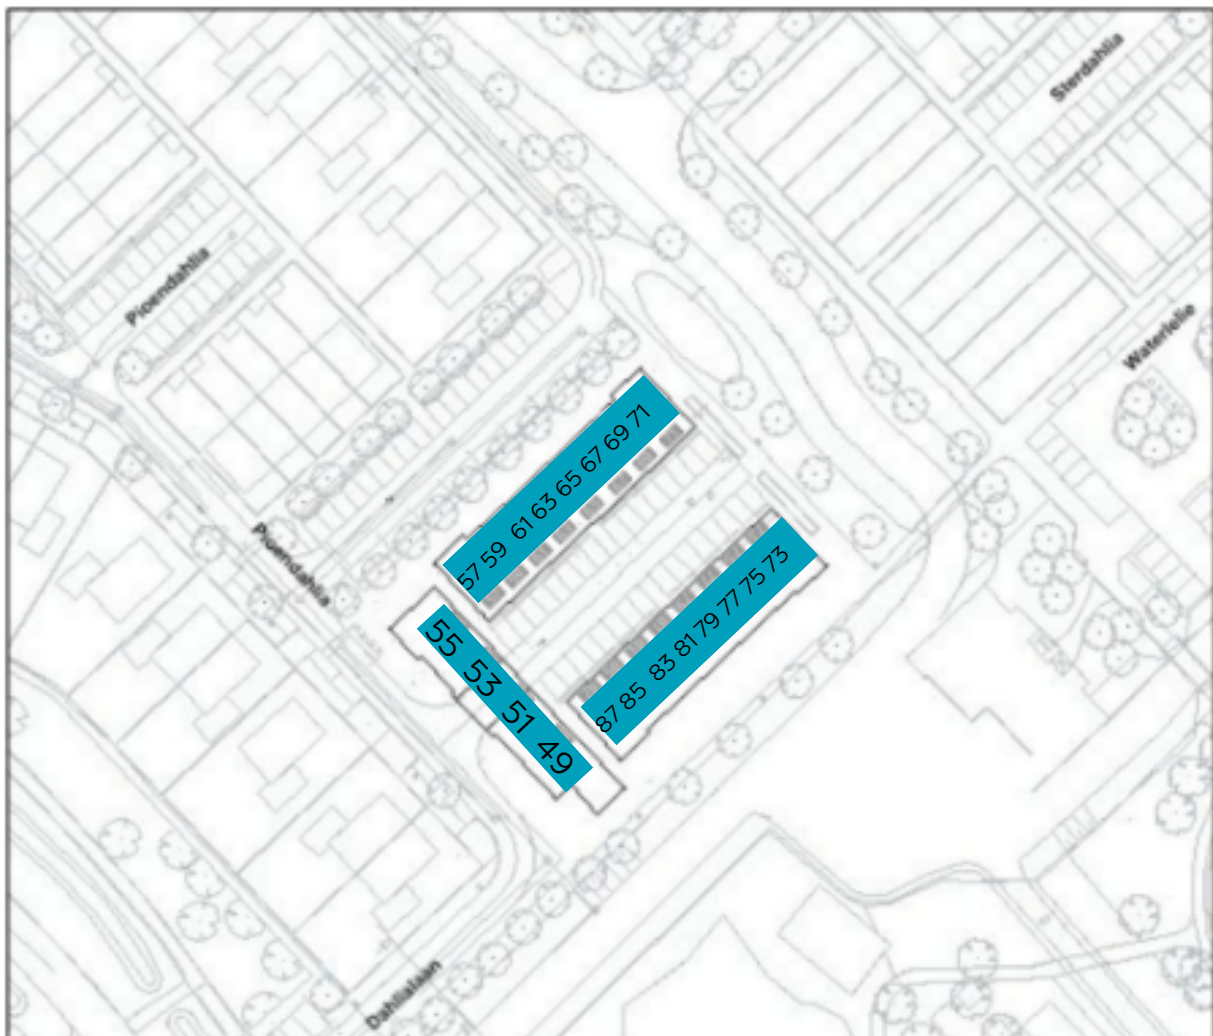 Sterdahlia
Pioendahlia
Waterlelie
57 59 61 63 65 67 69 71
Pioendahlia
87 85 83 81 79 77 75 73
55 53 51 49
Dahlialaan